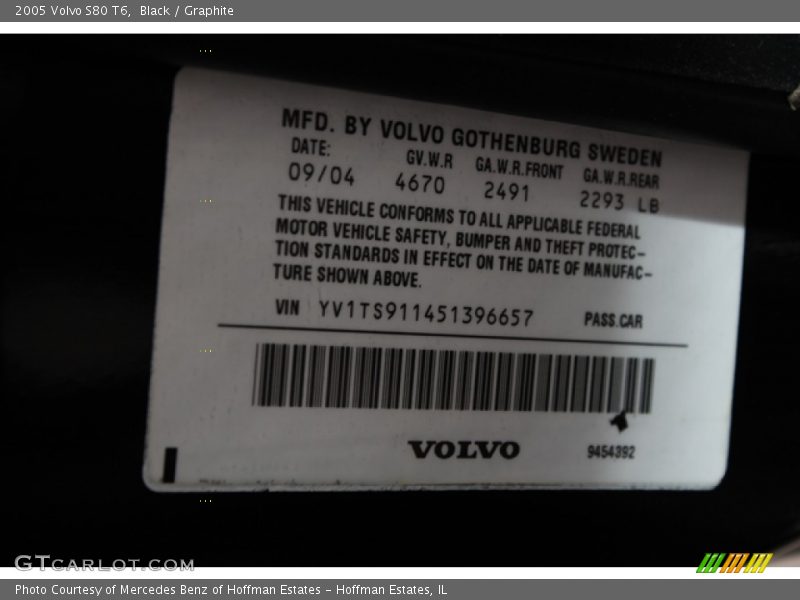 2005 Volvo S80 T6, Black / Graphite
MFD. BY VOLVO GOTHENBURG SWEDEN
DATE: GV.W.R GA.W.R.FRONT GA.W.R.REAR
09/04 4670 2491 2293 LB
THIS VEHICLE CONFORMS TO ALL APPLICABLE FEDERAL
MOTOR VEHICLE SAFETY, BUMPER AND THEFT PROTEC-
TION STANDARDS IN EFFECT ON THE DATE OF MANUFAC-
TURE SHOWN ABOVE.
VIN YV1TS911451396657 PASS.CAR
VOLVO 9454392
GTCARLOT.COM
Photo Courtesy of Mercedes Benz of Hoffman Estates - Hoffman Estates, IL